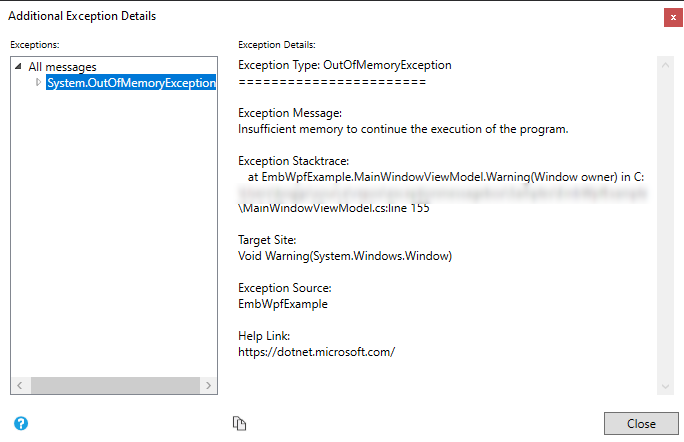 Additional Exception Details
x
Exceptions:
Exception Details:
All messages
System.OutOfMemoryException
Exception Type: OutOfMemoryException
=======================
Exception Message:
Insufficient memory to continue the execution of the program.
Exception Stacktrace:
at EmbWpfExample.MainWindowViewModel.Warning(Window owner) in C:
\MainWindowViewModel.cs:line 155
Target Site:
Void Warning(System.Windows.Window)
Exception Source:
EmbWpfExample
Help Link:
https://dotnet.microsoft.com/
?
Close